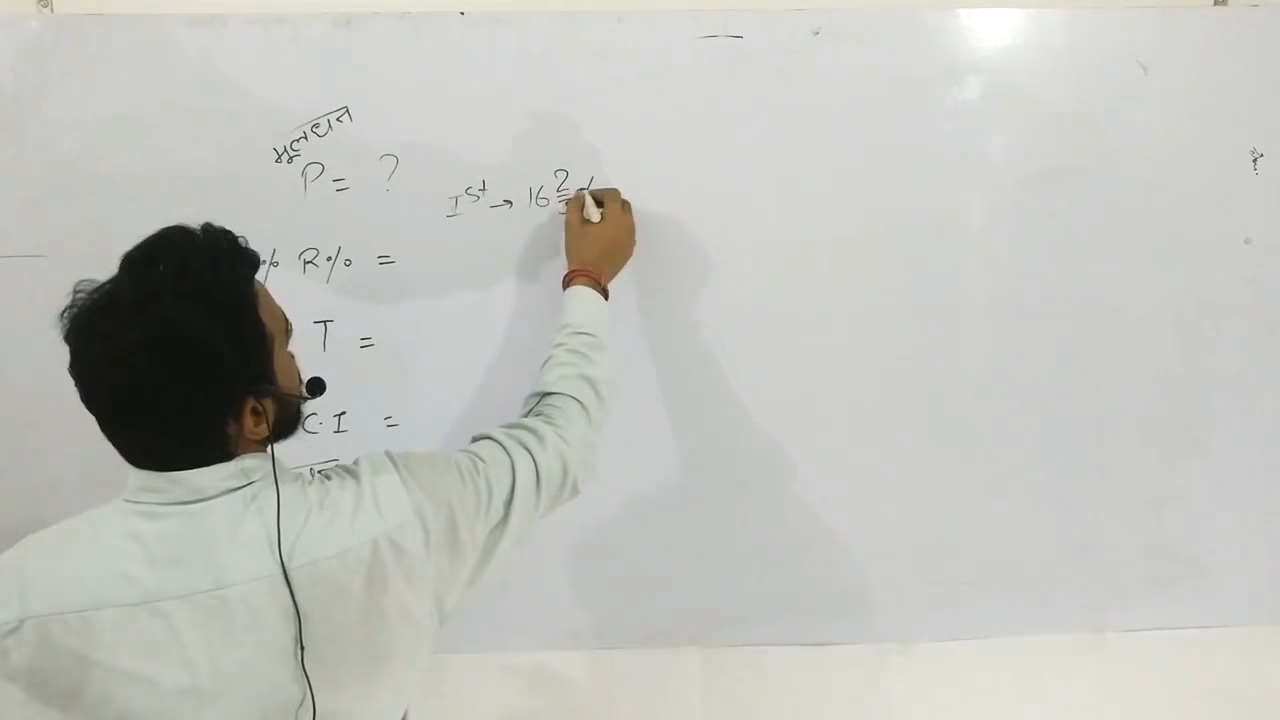 मूलधन
P = ?
Ist → 16 2/3 %
% R% =
T =
C.I =